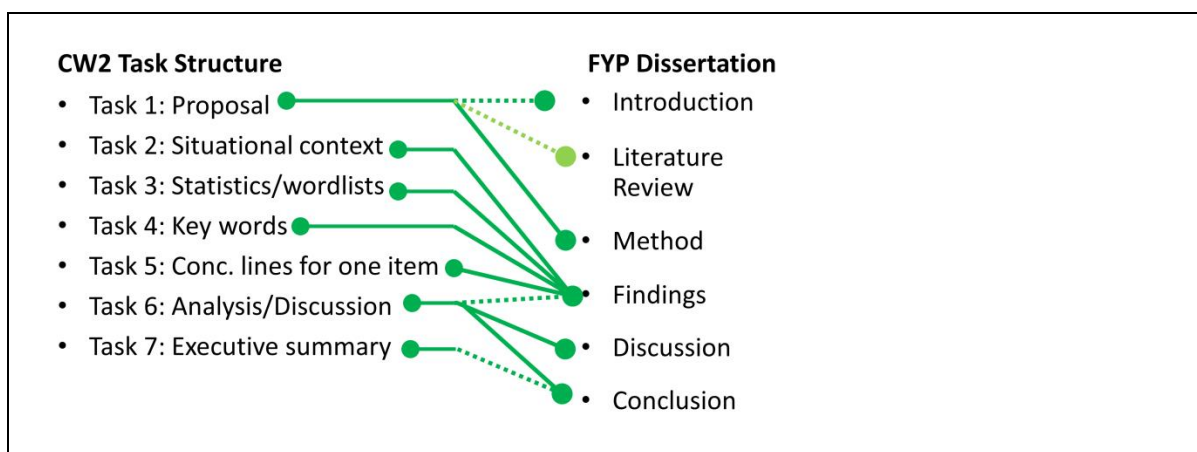 CW2 Task Structure
• Task 1: Proposal
• Task 2: Situational context
• Task 3: Statistics/wordlists
• Task 4: Key words
• Task 5: Conc. lines for one item
• Task 6: Analysis/Discussion
• Task 7: Executive summary
FYP Dissertation
• Introduction
• Literature
Review
• Method
• Findings
• Discussion
• Conclusion